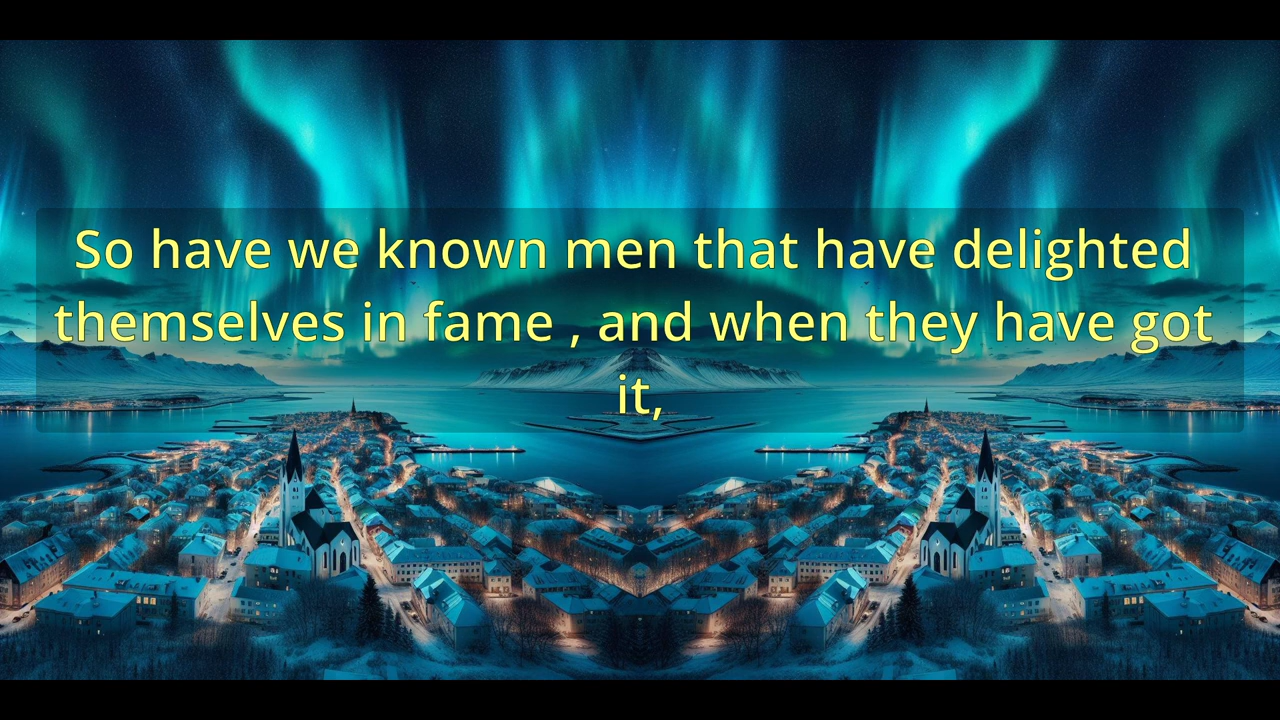 So have we known men that have delighted
themselves in fame , and when they have got
it,